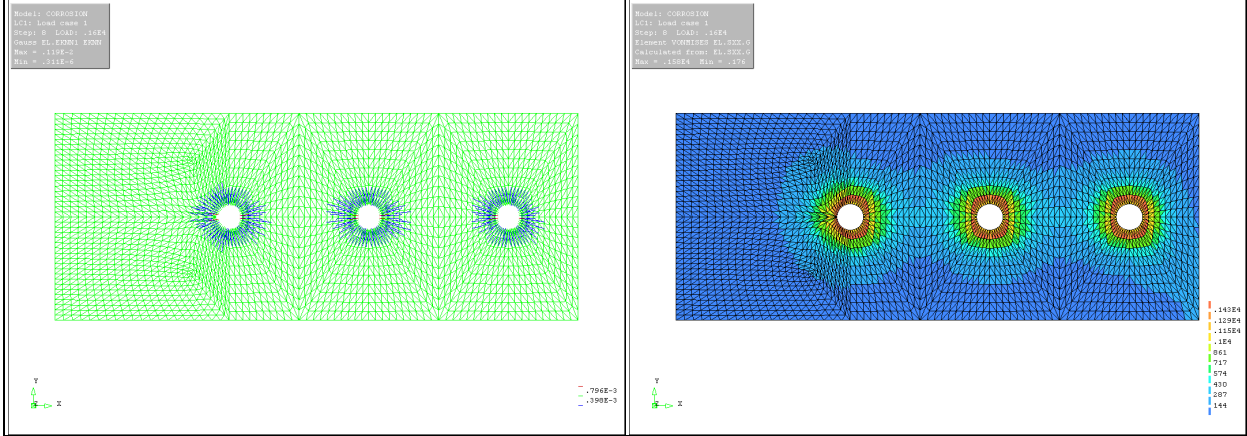 Model: CORROSION
LC1: Load case 1
Step: 8 LOAD: .16E4
Gauss EL.EKNN1 EKNN
Max = .119E-2
Min = .311E-6
Y
Z X
.796E-3
.398E-3
Model: CORROSION
LC1: Load case 1
Step: 8 LOAD: .16E4
Element VONMISES EL.SXX.G
Calculated from: EL.SXX.G
Max = .158E4 Min = .176
Y
Z X
.143E4
.129E4
.115E4
.1E4
861
717
574
430
287
144